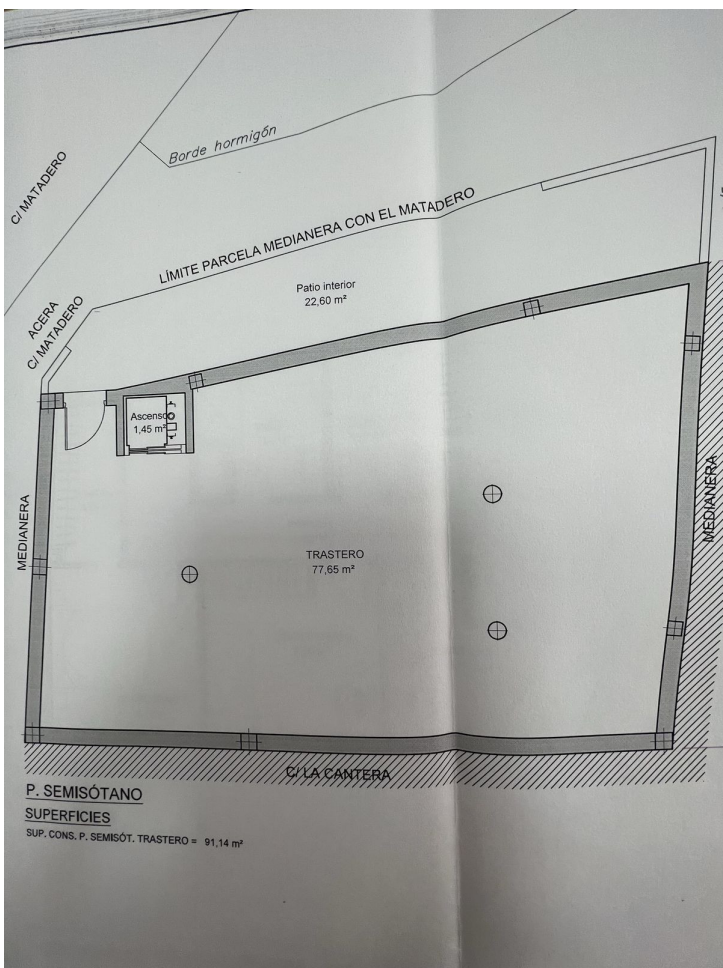 Borde hormigón
C/ MATADERO
LÍMITE PARCELA MEDIANERA CON EL MATADERO
Patio interior
22,60 m²
ACERA
C/ MATADERO
Ascenso
1,45 m²
MEDIANERA
MEDIANERA
TRASTERO
77,65 m²
C/ LA CANTERA
P. SEMISÓTANO
SUPERFICIES
SUP. CONS. P. SEMISÓT. TRASTERO = 91,14 m²